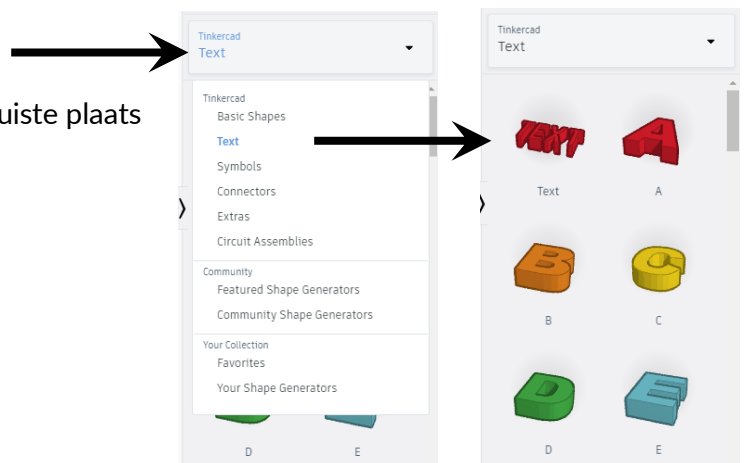 Tinkercad
Text
uiste plaats
Tinkercad
Basic Shapes
Text
Symbols
Connectors
Extras
Circuit Assemblies
Community
Featured Shape Generators
Community Shape Generators
Your Collection
Favorites
Your Shape Generators
D E
Tinkercad
Text
TEXT A
Text A
B C
B C
D E
D E